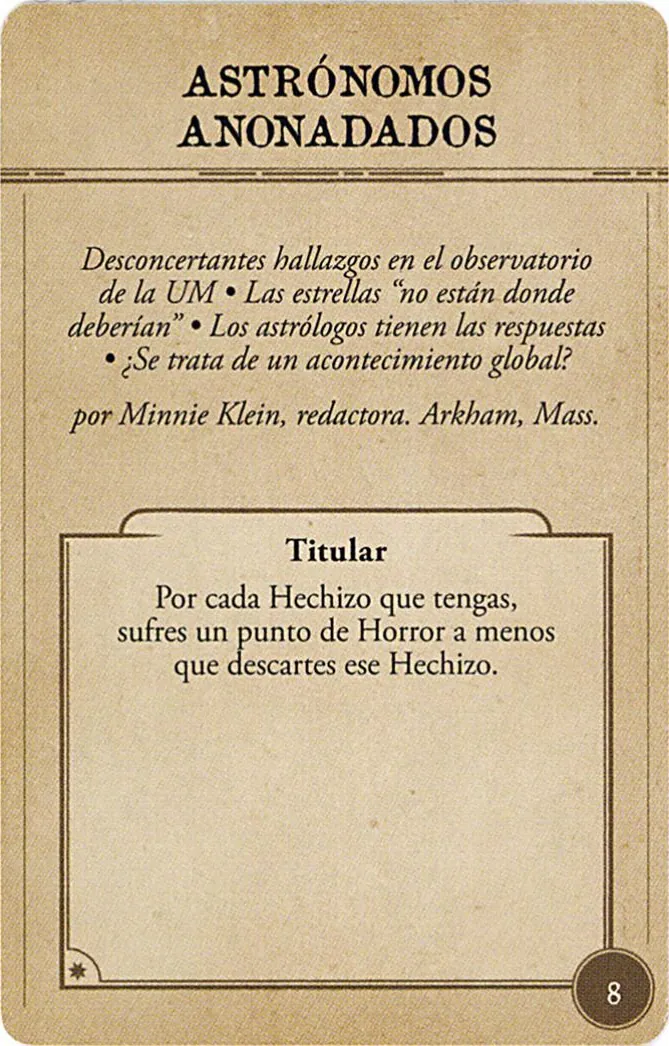 ASTRÓNOMOS
ANONADADOS
Desconcertantes hallazgos en el observatorio
de la UM • Las estrellas “no están donde
deberían” • Los astrólogos tienen las respuestas
• ¿Se trata de un acontecimiento global?
por Minnie Klein, redactora. Arkham, Mass.
Titular
Por cada Hechizo que tengas,
sufres un punto de Horror a menos
que descartes ese Hechizo.
8